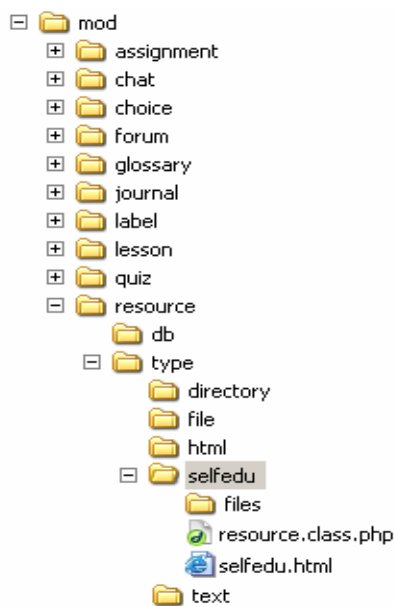 mod
assignment
chat
choice
forum
glossary
journal
label
lesson
quiz
resource
db
type
directory
file
html
selfedu
files
resource.class.php
selfedu.html
text